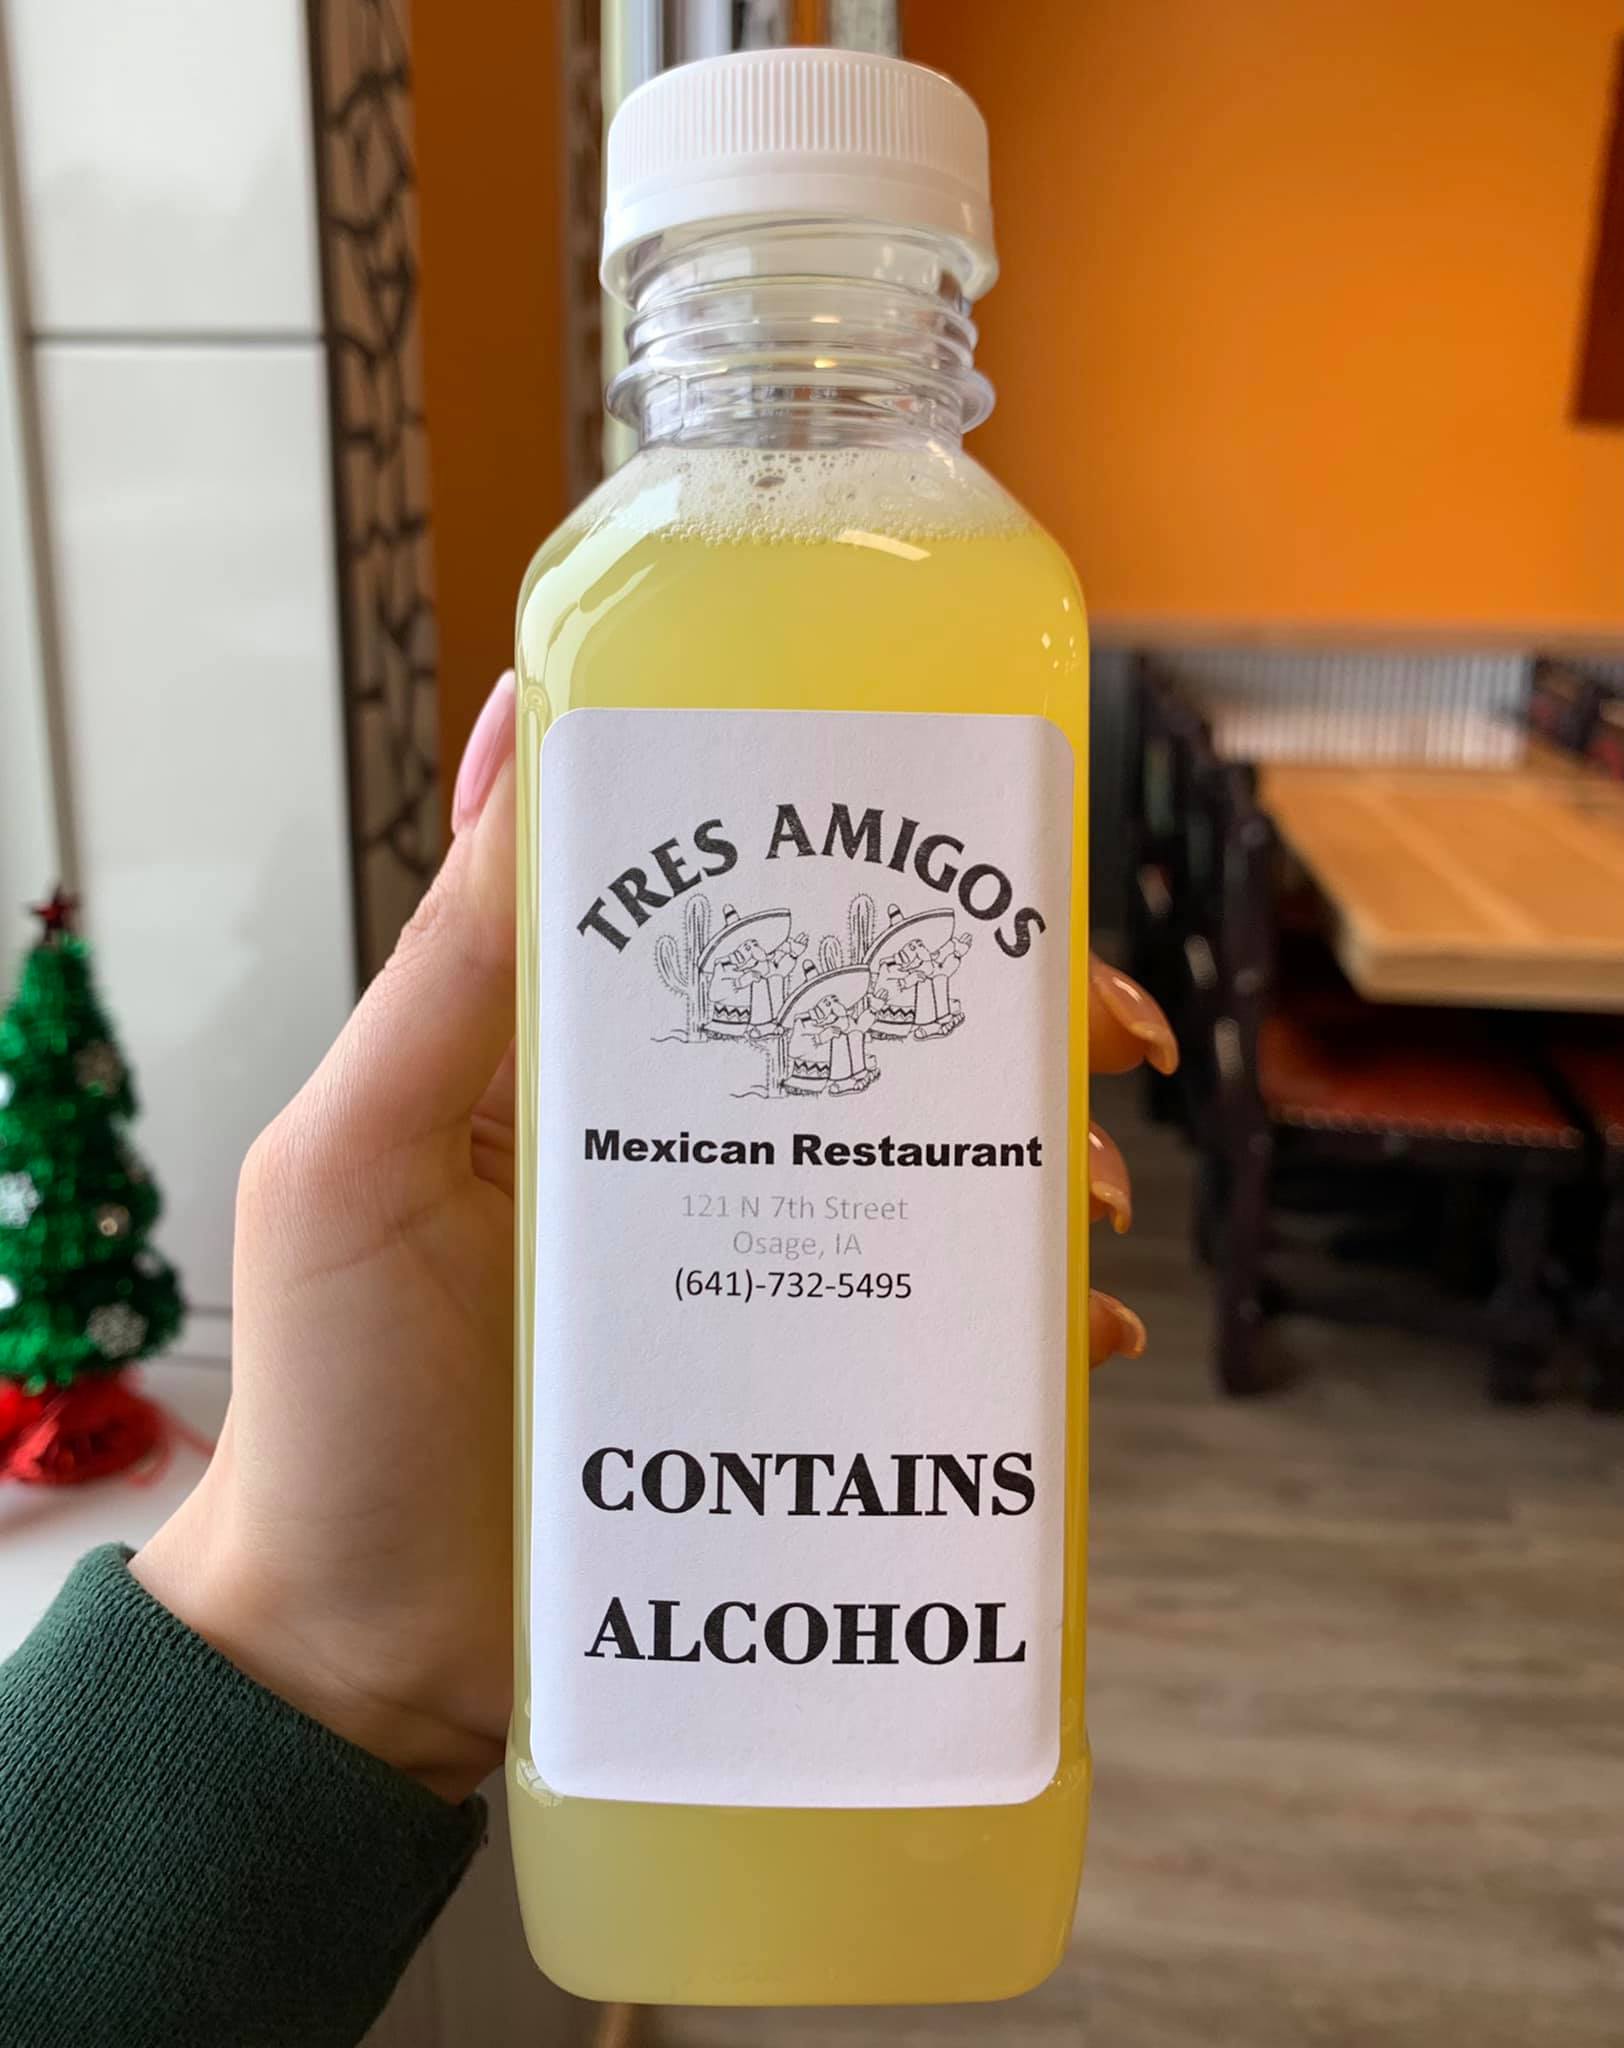 TRES AMIGOS
Mexican Restaurant
121 N 7th Street
Osage, IA
(641)-732-5495
CONTAINS
ALCOHOL